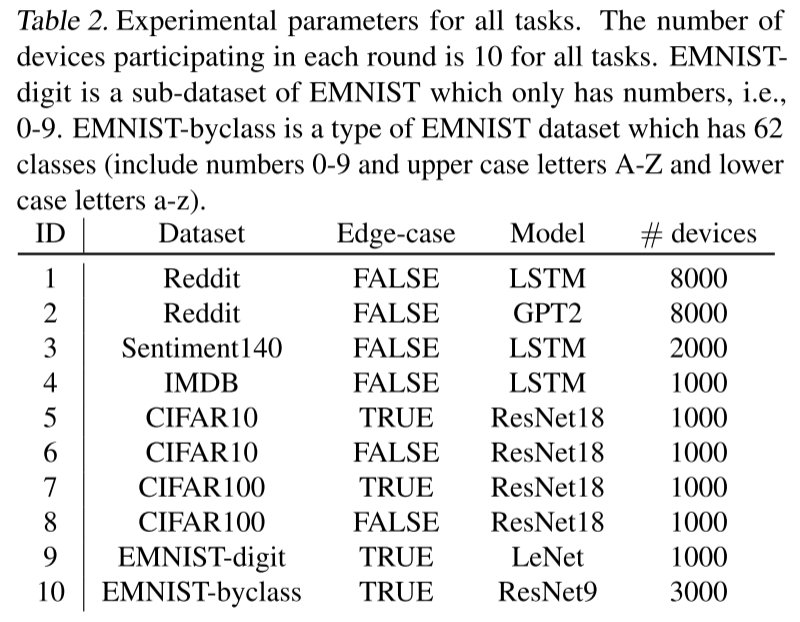 Table 2. Experimental parameters for all tasks. The number of
devices participating in each round is 10 for all tasks. EMNIST-
digit is a sub-dataset of EMNIST which only has numbers, i.e.,
0-9. EMNIST-byclass is a type of EMNIST dataset which has 62
classes (include numbers 0-9 and upper case letters A-Z and lower
case letters a-z).
ID Dataset Edge-case Model # devices
1 Reddit FALSE LSTM 8000
2 Reddit FALSE GPT2 8000
3 Sentiment140 FALSE LSTM 2000
4 IMDB FALSE LSTM 1000
5 CIFAR10 TRUE ResNet18 1000
6 CIFAR10 FALSE ResNet18 1000
7 CIFAR100 TRUE ResNet18 1000
8 CIFAR100 FALSE ResNet18 1000
9 EMNIST-digit TRUE LeNet 1000
10 EMNIST-byclass TRUE ResNet9 3000